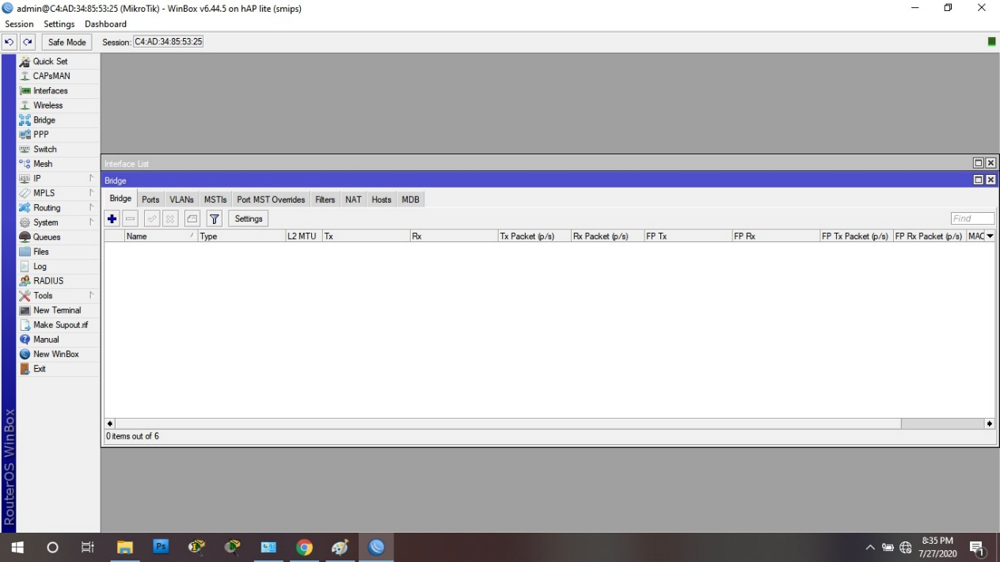 admin@C4:AD:34:85:53:25 (MikroTik) - WinBox v6.44.5 on hAP lite (smips)
Session Settings Dashboard
Safe Mode Session: C4:AD:34:85:53:25
Quick Set
CAPsMAN
Interfaces
Wireless
Bridge
PPP
Switch
Mesh
IP
MPLS
Routing
System
Queues
Files
Log
RADIUS
Tools
New Terminal
Make Supout.rif
Manual
New WinBox
Exit
RouterOS WinBox
Interface List
Bridge
Bridge Ports VLANs MSTIs Port MST Overrides Filters NAT Hosts MDB
Settings Find
Name / Type L2 MTU Tx Rx Tx Packet (p/s) Rx Packet (p/s) FP Tx FP Rx FP Tx Packet (p/s) FP Rx Packet (p/s) MAC
0 items out of 6
Ps
8:35 PM
7/27/2020
1